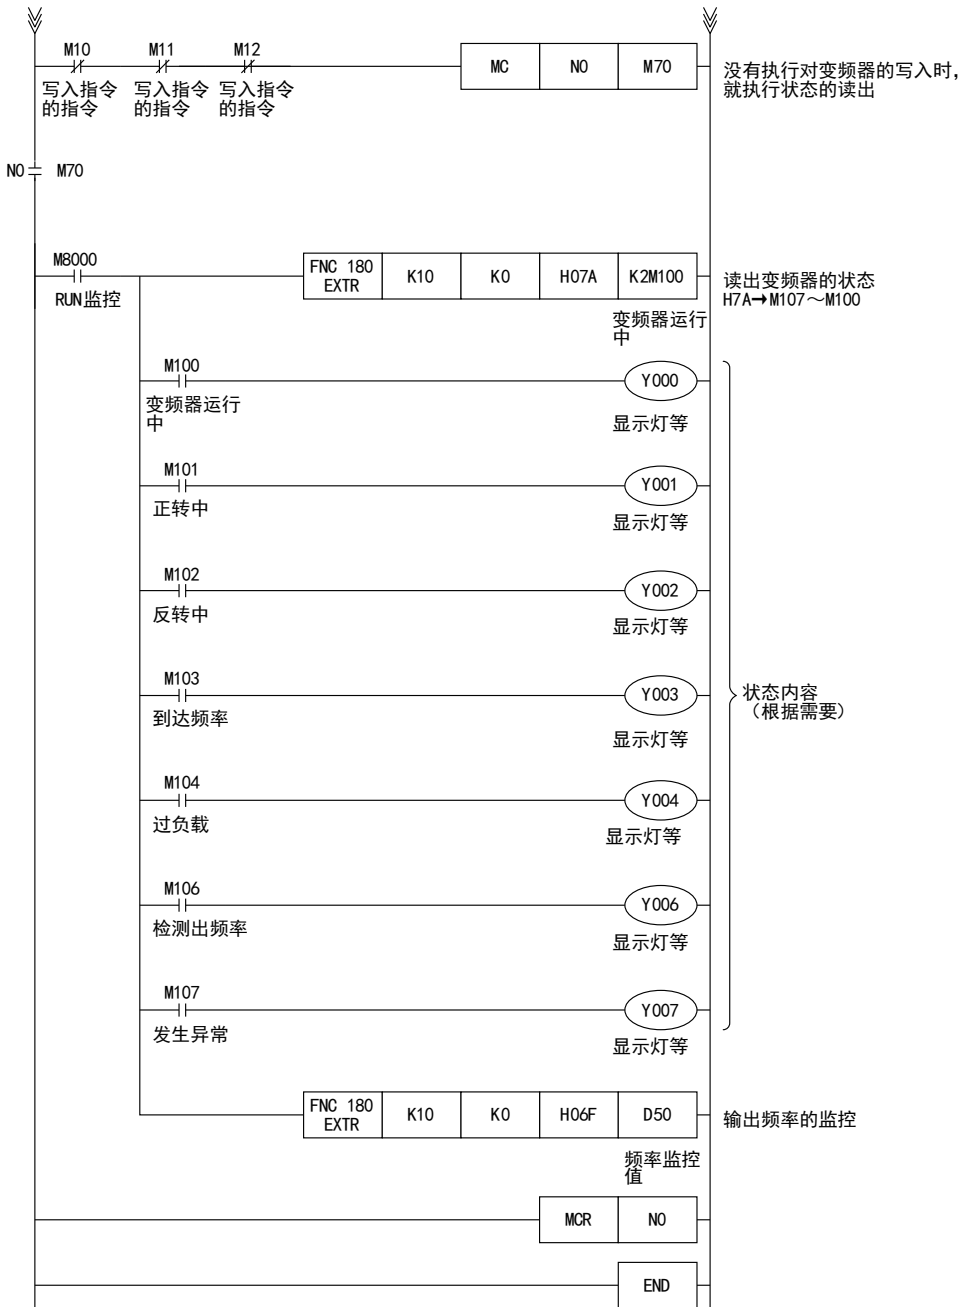 M10 M11 M12
写入指令 写入指令 写入指令
的指令 的指令 的指令
MC N0 M70
没有执行对变频器的写入时，
就执行状态的读出
N0 M70
M8000
RUN监控
FNC 180
EXTR
K10 K0 H07A K2M100
读出变频器的状态
H7A→M107～M100
变频器运行
中
M100
变频器运行
中
Y000
显示灯等
M101
正转中
Y001
显示灯等
M102
反转中
Y002
显示灯等
M103
到达频率
Y003
显示灯等
状态内容
（根据需要）
M104
过负载
Y004
显示灯等
M106
检测出频率
Y006
显示灯等
M107
发生异常
Y007
显示灯等
FNC 180
EXTR
K10 K0 H06F D50
输出频率的监控
频率监控
值
MCR N0
END